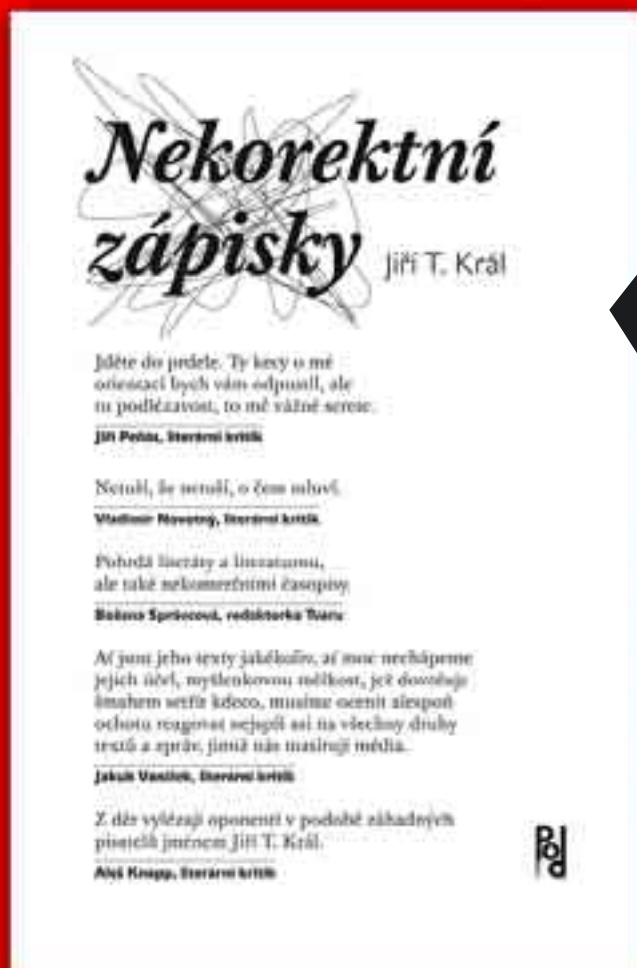 Nekorektní
zápisky Jiří T. Král
Jděte do prdele. Ty kecy o mé
orientaci bych vám odpustil, ale
tu podlézavost, to mě vážně serete.
Jiří Peňás, literární kritik
Netuší, že netuší, o čem mluví.
Vladimír Novotný, literární kritik
Pohrdá literáty a literaturou,
ale také nekomerčními časopisy.
Božena Správcová, redaktorka Tvaru
Ať jsou jeho texty jakékoliv, ať moc nechápeme
jejich účel, myšlenkovou mělkost, jež dovoluje
šmahem setřít kdeco, musíme ocenit alespoň
ochotu reagovat nejspíš asi na všechny druhy
textů a zpráv, jimiž nás masírují média.
Jakub Vaníček, literární kritik
Z děr vylézají oponenti v podobě záhadných
pisatelů jménem Jiří T. Král.
Aleš Knapp, literární kritik